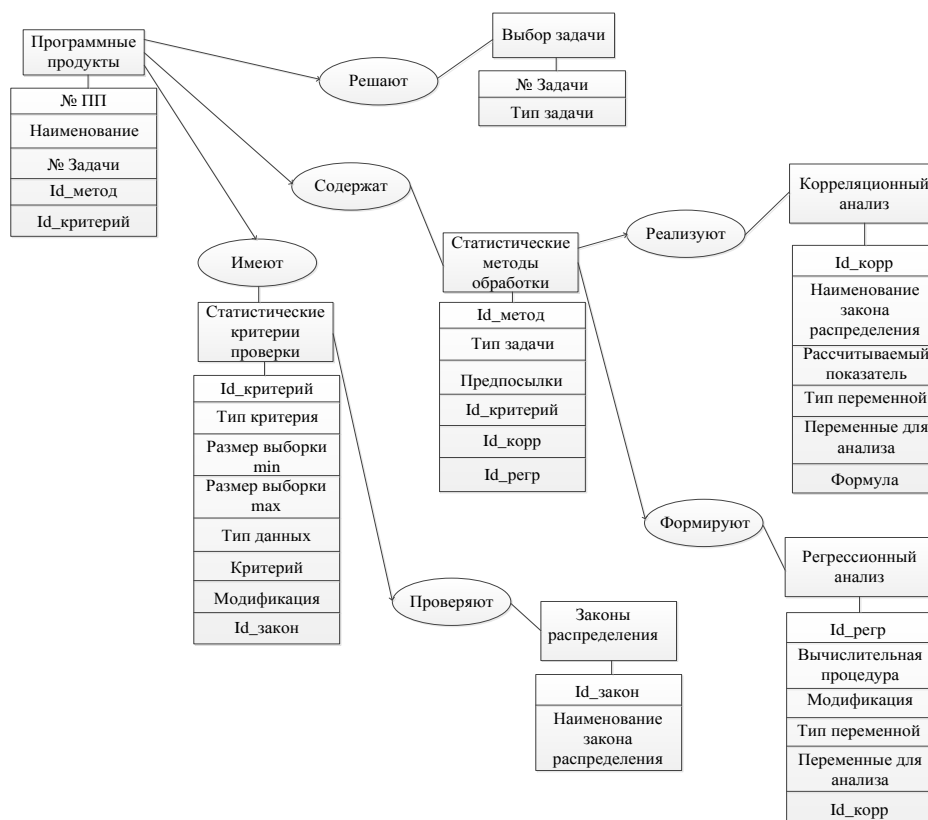 Программные
продукты
№ ПП
Наименование
№ Задачи
Id_метод
Id_критерий
Решают
Выбор задачи
№ Задачи
Тип задачи
Содержат
Имеют
Статистические
критерии
проверки
Id_критерий
Тип критерия
Размер выборки
min
Размер выборки
max
Тип данных
Критерий
Модификация
Id_закон
Статистические
методы
обработки
Id_метод
Тип задачи
Предпосылки
Id_критерий
Id_корр
Id_регр
Реализуют
Корреляционный
анализ
Id_корр
Наименование
закона
распределения
Рассчитываемый
показатель
Тип переменной
Переменные для
анализа
Формула
Проверяют
Законы
распределения
Id_закон
Наименование
закона
распределения
Формируют
Регрессионный
анализ
Id_регр
Вычислительная
процедура
Модификация
Тип переменной
Переменные для
анализа
Id_корр